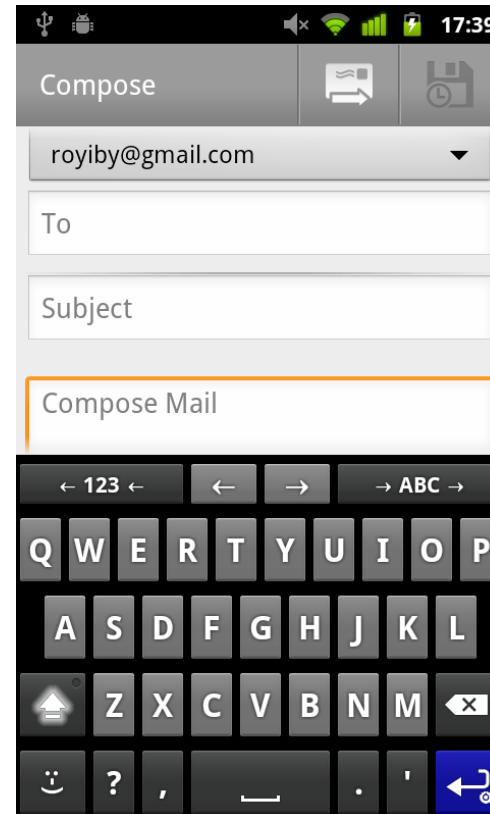 17:39
Compose
royiby@gmail.com
To
Subject
Compose Mail
← 123 ← ← → → ABC →
Q W E R T Y U I O P
A S D F G H J K L
Z X C V B N M
? , . '